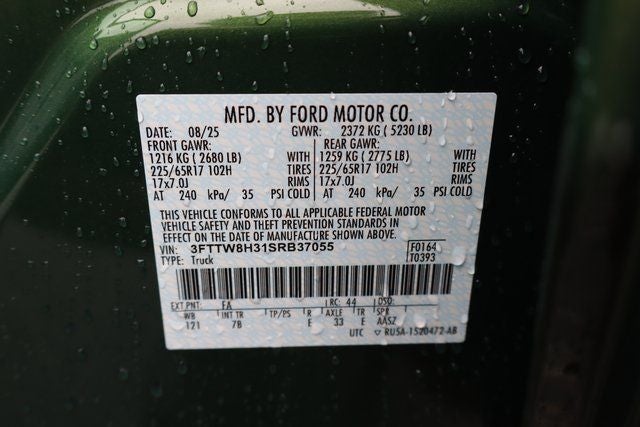 MFD. BY FORD MOTOR CO.
DATE: 08/25 GVWR: 2372 KG ( 5230 LB)
FRONT GAWR: REAR GAWR:
1216 KG ( 2680 LB) WITH 1259 KG ( 2775 LB) WITH
225/65R17 102H TIRES 225/65R17 102H TIRES
17x7.0J RIMS 17x7.0J RIMS
AT 240 kPa/ 35 PSI COLD AT 240 kPa/ 35 PSI COLD
THIS VEHICLE CONFORMS TO ALL APPLICABLE FEDERAL MOTOR
VEHICLE SAFETY AND THEFT PREVENTION STANDARDS IN
EFFECT ON THE DATE OF MANUFACTURE SHOWN ABOVE.
VIN: 3FTTW8H31SRB37055 F0164
TYPE: Truck T0393
EXT PNT: FA RC: 44 DSO:
WB INT TR TP/PS R AXLE TR SPR
121 7B E 33 E AASZ
UTC ▽ RU5A-1520472-AB